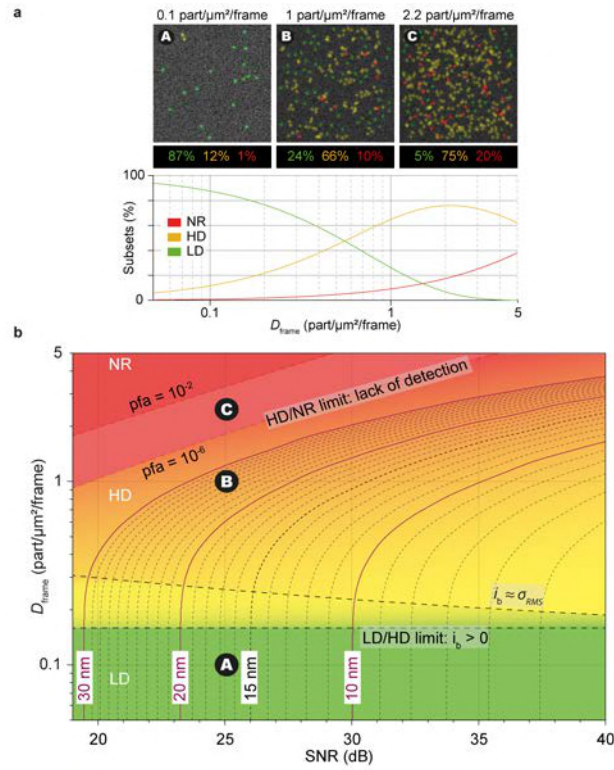 a
0.1 part/µm²/frame 1 part/µm²/frame 2.2 part/µm²/frame
A B C
87% 12% 1% 24% 66% 10% 5% 75% 20%
100
Subsets (%)
NR
HD
LD
0
0.1 1 5
D_frame (part/µm²/frame)
b
5
NR
pfa = 10⁻²
HD/NR limit: lack of detection
C
pfa = 10⁻⁶
1
HD
B
D_frame (part/µm²/frame)
i_b ≈ σ_RMS
LD/HD limit: i_b > 0
0.1
LD
30 nm
20 nm
A
15 nm
10 nm
20 25 30 35 40
SNR (dB)